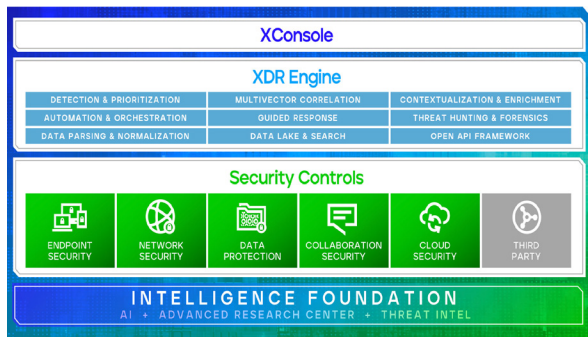 XConsole
XDR Engine
DETECTION & PRIORITIZATION
MULTIVECTOR CORRELATION
CONTEXTUALIZATION & ENRICHMENT
AUTOMATION & ORCHESTRATION
GUIDED RESPONSE
THREAT HUNTING & FORENSICS
DATA PARSING & NORMALIZATION
DATA LAKE & SEARCH
OPEN API FRAMEWORK
Security Controls
ENDPOINT
SECURITY
NETWORK
SECURITY
DATA
PROTECTION
COLLABORATION
SECURITY
CLOUD
SECURITY
THIRD
PARTY
INTELLIGENCE FOUNDATION
AI + ADVANCED RESEARCH CENTER + THREAT INTEL